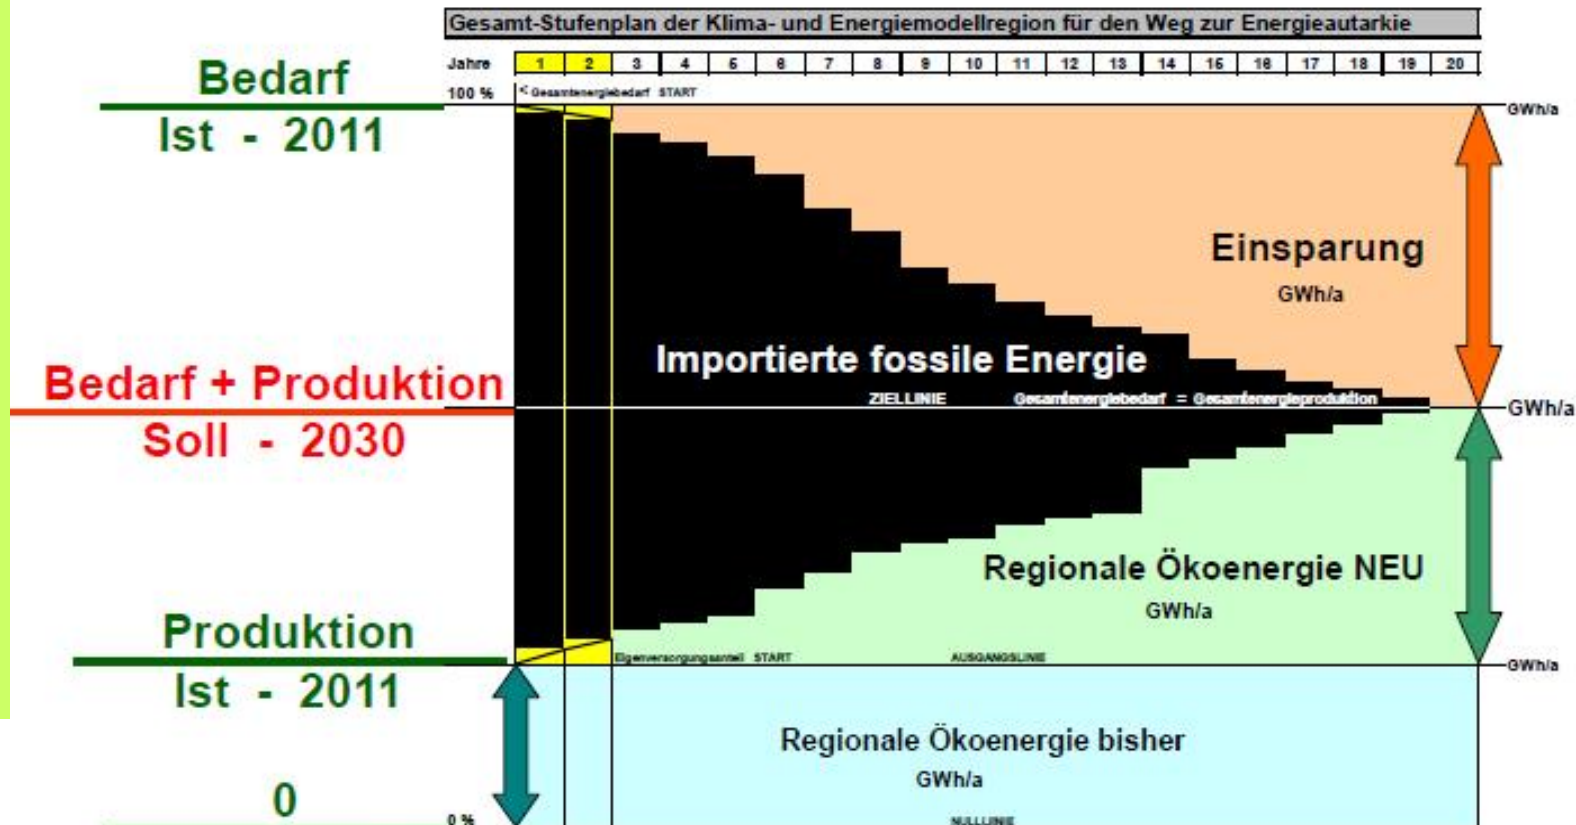 Gesamt-Stufenplan der Klima- und Energiemodellregion für den Weg zur Energieautarkie
Jahre 1 2 3 4 5 6 7 8 9 10 11 12 13 14 15 16 17 18 19 20
Bedarf
100 % < Gesamtenergiebedarf START
GWh/a
Ist - 2011
Einsparung
GWh/a
Importierte fossile Energie
Bedarf + Produktion
ZIELLINIE Gesamtenergiebedarf = Gesamtenergieproduktion
GWh/a
Soll - 2030
Regionale Ökoenergie NEU
GWh/a
Produktion
Eigenversorgungsanteil START AUSGANGSLINIE
GWh/a
Ist - 2011
Regionale Ökoenergie bisher
GWh/a
0
0 % NULLLINIE